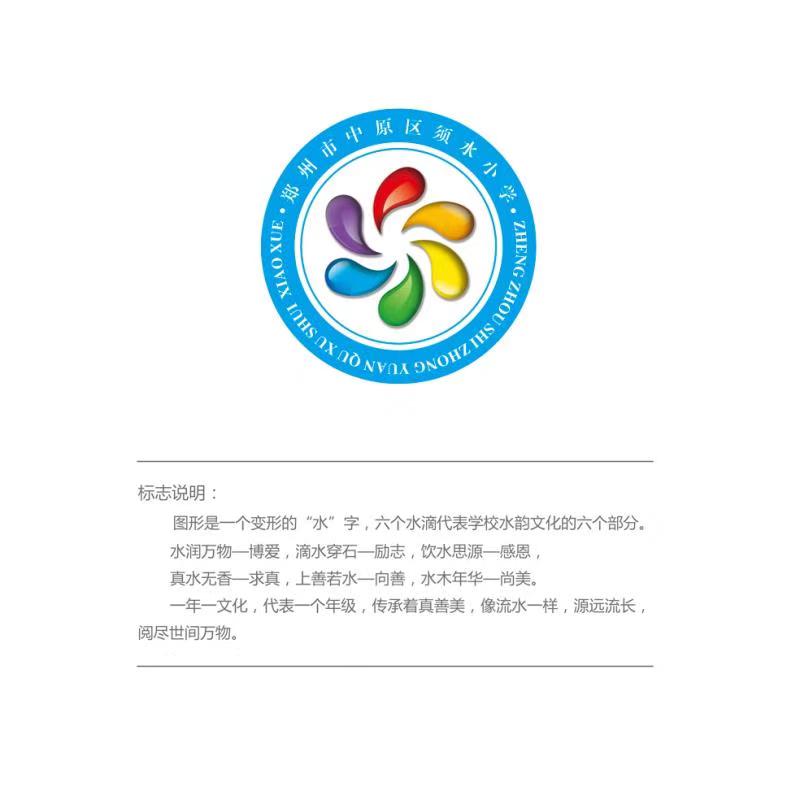 ·郑州市中原区须水小学·
ZHENG ZHOU SHI ZHONG YUAN QU XU SHUI XIAO XUE
标志说明：
图形是一个变形的“水”字，六个水滴代表学校水韵文化的六个部分。
水润万物—博爱，滴水穿石—励志，饮水思源—感恩，
真水无香—求真，上善若水—向善，水木年华—尚美。
一年一文化，代表一个年级，传承着真善美，像流水一样，源远流长，
阅尽世间万物。